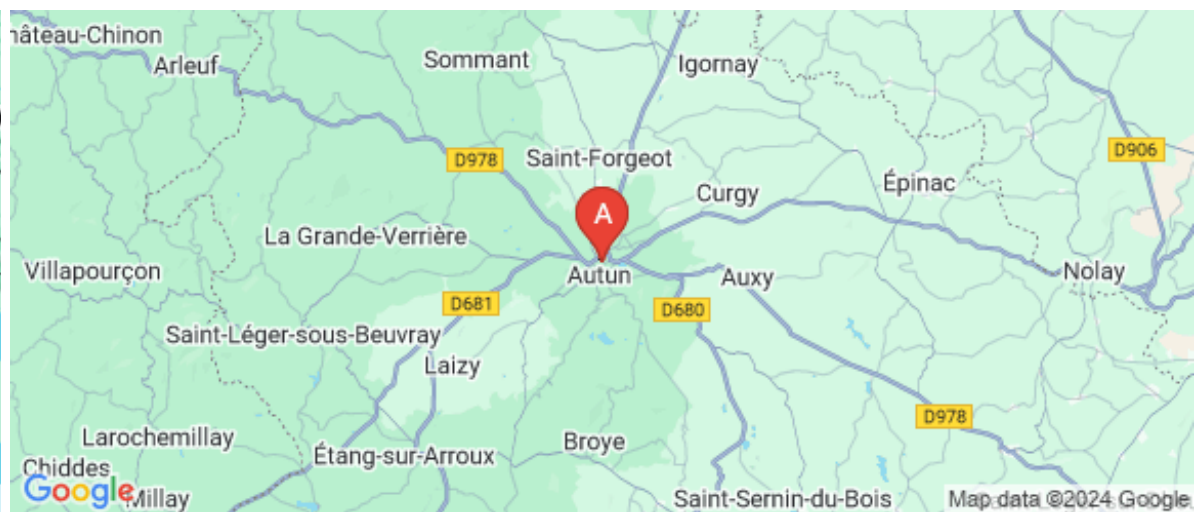 hâteau-Chinon
Arleuf
Sommant
Igornay
D978
Saint-Forgeot
D906
Curgy
Épinac
A
La Grande-Verrière
Villapourçon
Autun
Auxy
Nolay
D681
D680
Saint-Léger-sous-Beuvray
Laizy
D978
Larochemillay
Broye
Étang-sur-Arroux
Chiddes
Google
Millay
Saint-Sernin-du-Bois
Map data ©2024 Google